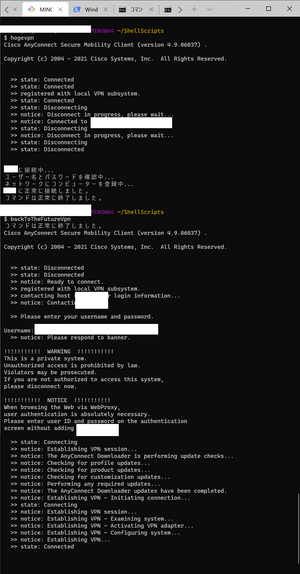 MING
Wind
コマン
MINGW64 ~/ShellScripts
$ hogevpn
Cisco AnyConnect Secure Mobility Client (version 4.9.06037) .
Copyright (c) 2004 - 2021 Cisco Systems, Inc.  All Rights Reserved.
>> state: Connected
>> state: Connected
>> registered with local VPN subsystem.
>> state: Connected
>> state: Disconnecting
>> notice: Disconnect in progress, please wait...
>> notice: Connected to
>> state: Disconnecting
>> notice: Disconnect in progress, please wait...
>> state: Disconnecting
>> state: Disconnected
に接続中...
ユーザー名とパスワードを確認中...
ネットワークにコンピューターを登録中...
に正常に接続しました。
コマンドは正常に終了しました。
MINGW64 ~/ShellScripts
$ backToTheFutureVpn
コマンドは正常に終了しました。
Cisco AnyConnect Secure Mobility Client (version 4.9.06037) .
Copyright (c) 2004 - 2021 Cisco Systems, Inc.  All Rights Reserved.
>> state: Disconnected
>> state: Disconnected
>> notice: Ready to connect.
>> registered with local VPN subsystem.
>> contacting host login information...
>> notice: Contacti
>> Please enter your username and password.
Username:
>> notice: Please respond to banner.
!!!!!!!!!!! WARNING !!!!!!!!!!!
This is a private system.
Unauthorized access is prohibited by law.
Violators may be prosecuted.
If you are not authorized to access this system,
please disconnect now.
!!!!!!!!!!! NOTICE !!!!!!!!!!!
When browsing the Web via WebProxy,
user authentication is absolutely necessary.
Please enter user ID and password on the authentication
screen without adding
>> state: Connecting
>> notice: Establishing VPN session...
>> notice: The AnyConnect Downloader is performing update checks...
>> notice: Checking for profile updates...
>> notice: Checking for product updates...
>> notice: Checking for customization updates...
>> notice: Performing any required updates...
>> notice: The AnyConnect Downloader updates have been completed.
>> notice: Establishing VPN - Initiating connection...
>> state: Connecting
>> notice: Establishing VPN session...
>> notice: Establishing VPN - Examining system...
>> notice: Establishing VPN - Activating VPN adapter...
>> notice: Establishing VPN - Configuring system...
>> notice: Establishing VPN...
>> state: Connected